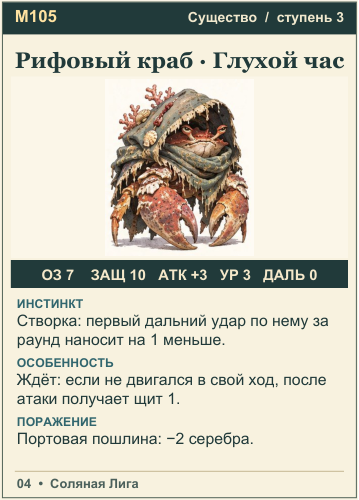 M105
Существо / ступень 3
Рифовый краб · Глухой час
ОЗ 7 ЗАЩ 10 АТК +3 УР 3 ДАЛЬ 0
ИНСТИНКТ
Створка: первый дальний удар по нему за
раунд наносит на 1 меньше.
ОСОБЕННОСТЬ
Ждёт: если не двигался в свой ход, после
атаки получает щит 1.
ПОРАЖЕНИЕ
Портовая пошлина: −2 серебра.
04 • Соляная Лига